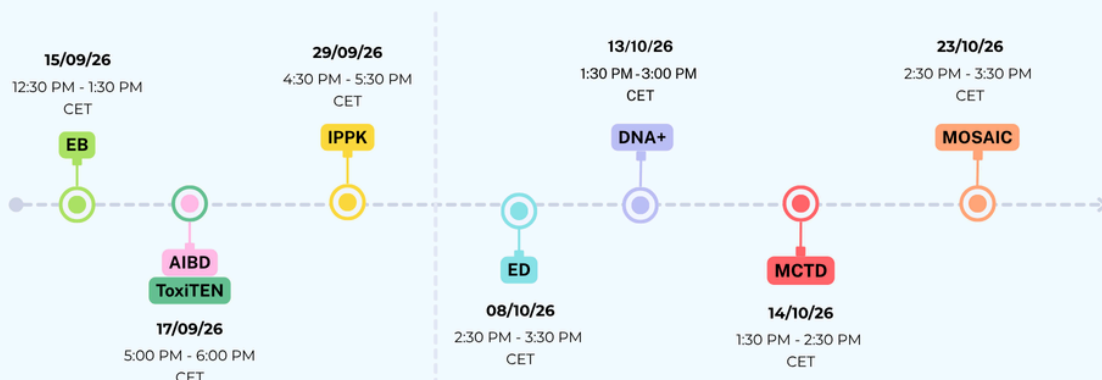 15/09/26
12:30 PM - 1:30 PM
CET
EB
AIBD
ToxiTEN
17/09/26
5:00 PM - 6:00 PM
CET
29/09/26
4:30 PM - 5:30 PM
CET
IPPK
ED
08/10/26
2:30 PM - 3:30 PM
CET
13/10/26
1:30 PM - 3:00 PM
CET
DNA+
MCTD
14/10/26
1:30 PM - 2:30 PM
CET
23/10/26
2:30 PM - 3:30 PM
CET
MOSAIC